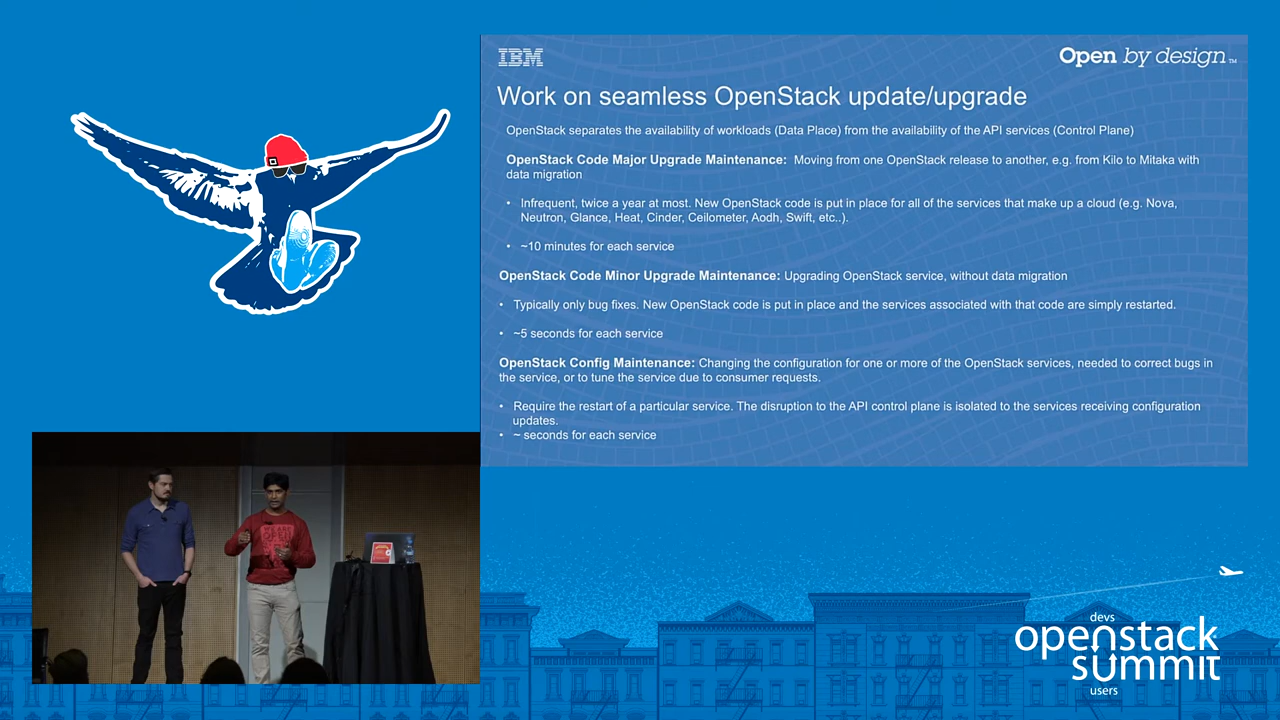 IBM
Open by design™
Work on seamless OpenStack update/upgrade
OpenStack separates the availability of workloads (Data Place) from the availability of the API services (Control Plane)
OpenStack Code Major Upgrade Maintenance: Moving from one OpenStack release to another, e.g. from Kilo to Mitaka with
data migration
• Infrequent, twice a year at most. New OpenStack code is put in place for all of the services that make up a cloud (e.g. Nova,
Neutron, Glance, Heat, Cinder, Ceilometer, Aodh, Swift, etc..).
• ~10 minutes for each service
OpenStack Code Minor Upgrade Maintenance: Upgrading OpenStack service, without data migration
• Typically only bug fixes. New OpenStack code is put in place and the services associated with that code are simply restarted.
• ~5 seconds for each service
OpenStack Config Maintenance: Changing the configuration for one or more of the OpenStack services, needed to correct bugs in
the service, or to tune the service due to consumer requests.
• Require the restart of a particular service. The disruption to the API control plane is isolated to the services receiving configuration
updates.
• ~ seconds for each service
WE ARE
OPEN
devs
openstack
summit
users